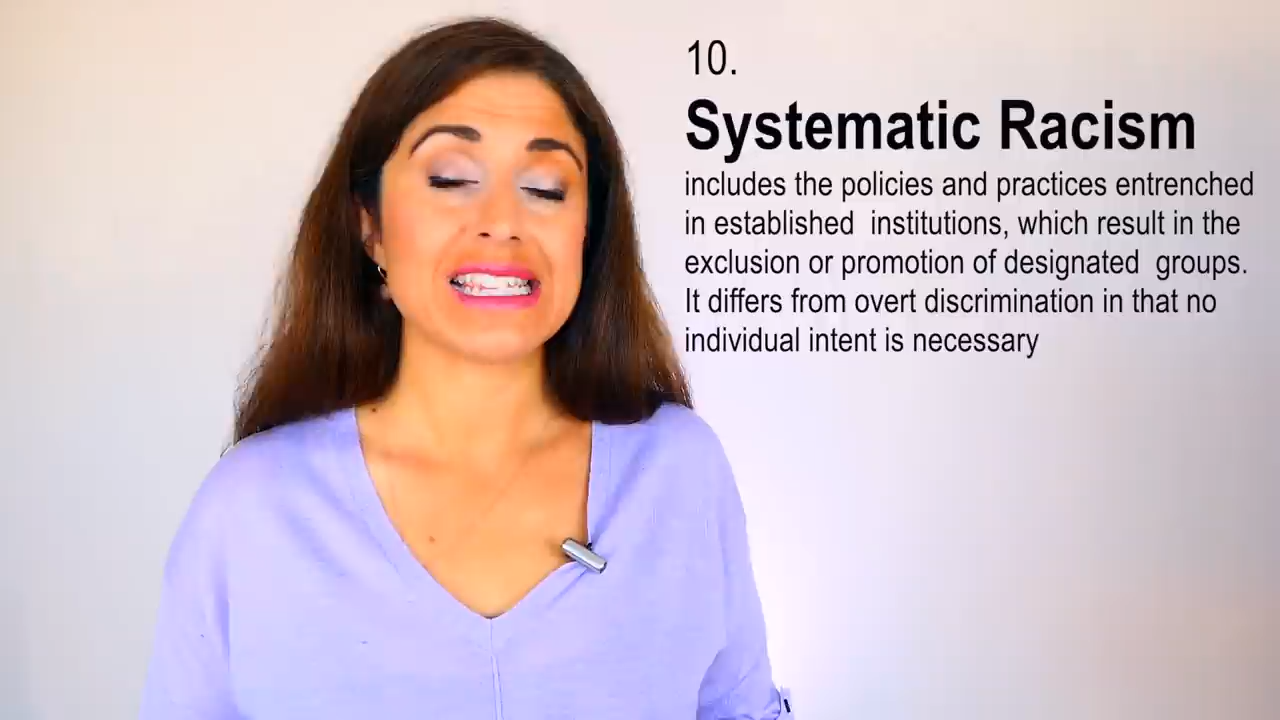 10.
Systematic Racism
includes the policies and practices entrenched
in established  institutions, which result in the
exclusion or promotion of designated  groups.
It differs from overt discrimination in that no
individual intent is necessary